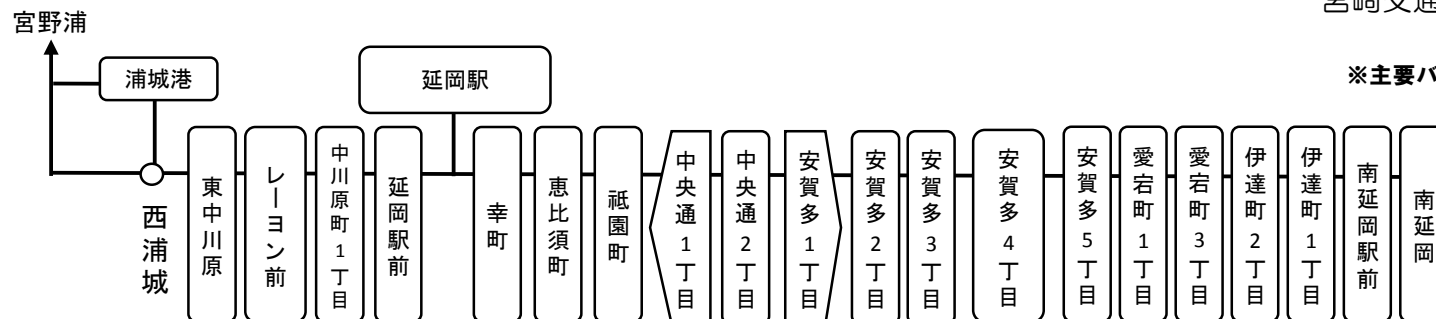 宮崎交通
宮野浦
※主要バ
浦城港
延岡駅
西浦城
東中川原
レーヨン前
中川原町1丁目
延岡駅前
幸町
恵比須町
祗園町
中央通1丁目
中央通2丁目
安賀多1丁目
安賀多2丁目
安賀多3丁目
安賀多4丁目
安賀多5丁目
愛宕町1丁目
愛宕町3丁目
伊達町2丁目
伊達町1丁目
南延岡駅前
南延岡